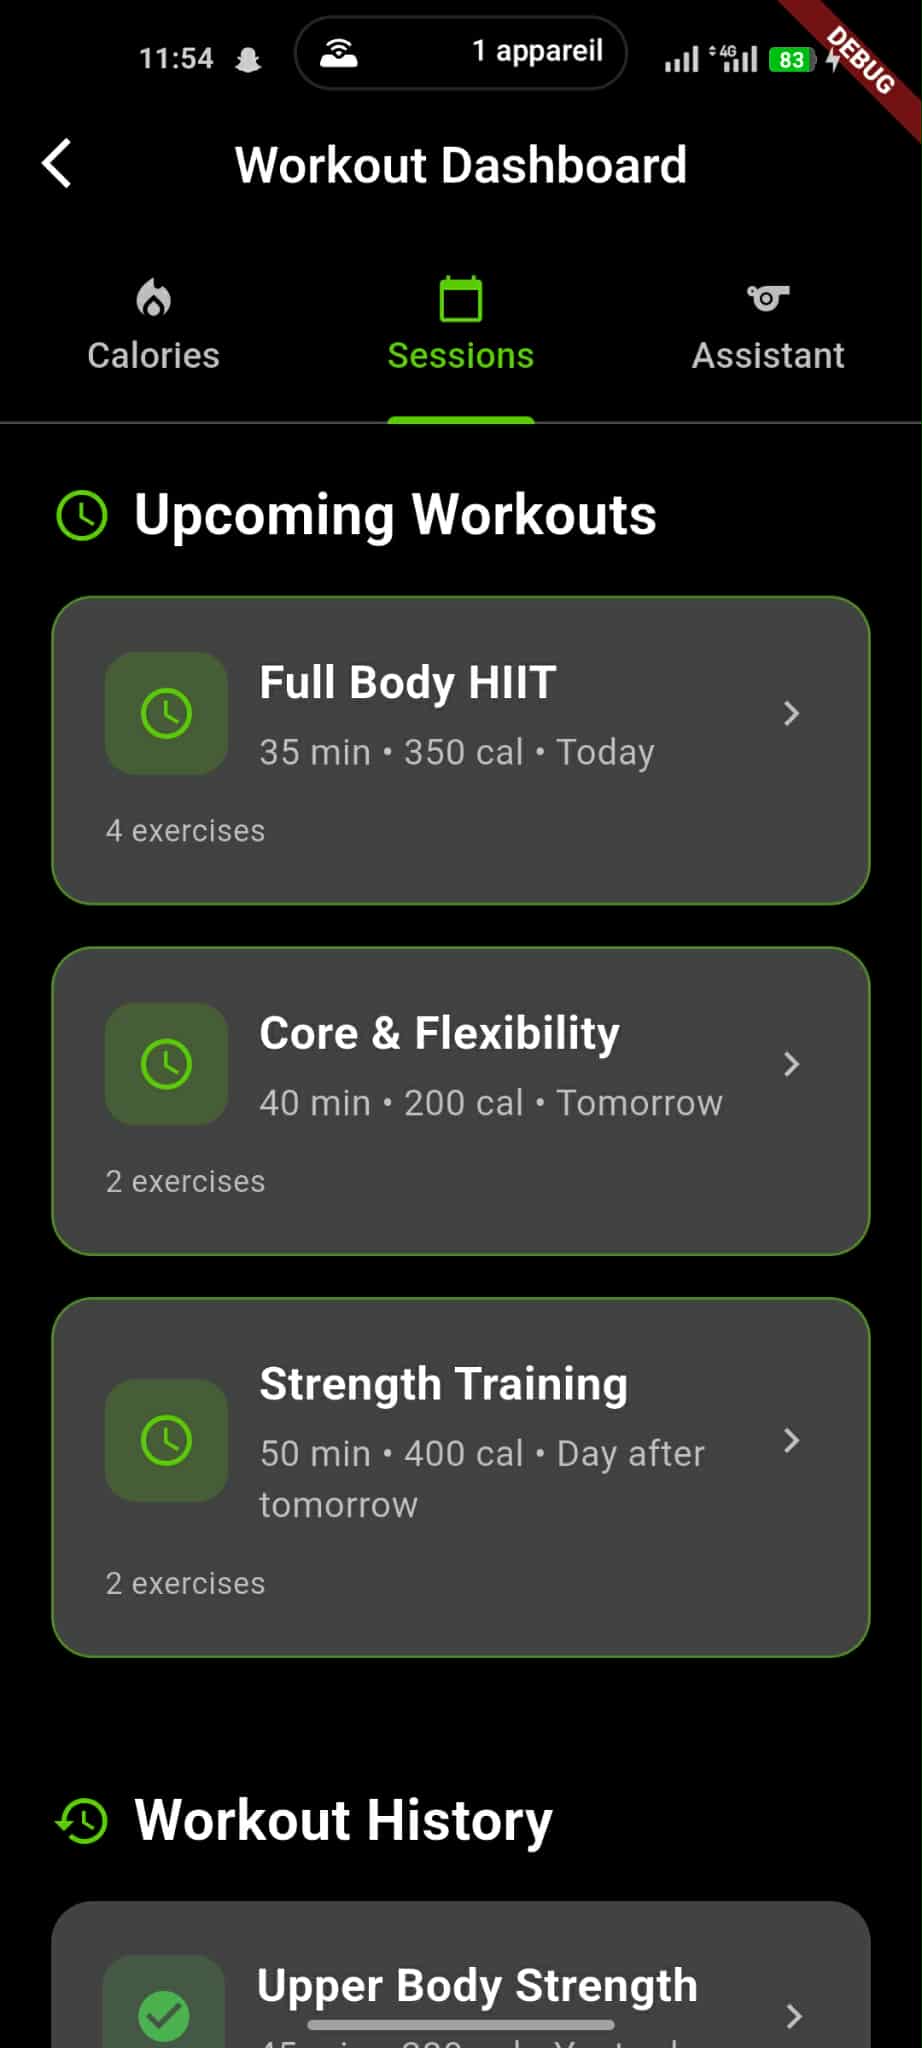 11:54
1 appareil
4G
83
DEBUG
Workout Dashboard
Calories
Sessions
Assistant
Upcoming Workouts
Full Body HIIT
35 min • 350 cal • Today
4 exercises
Core & Flexibility
40 min • 200 cal • Tomorrow
2 exercises
Strength Training
50 min • 400 cal • Day after
tomorrow
2 exercises
Workout History
Upper Body Strength